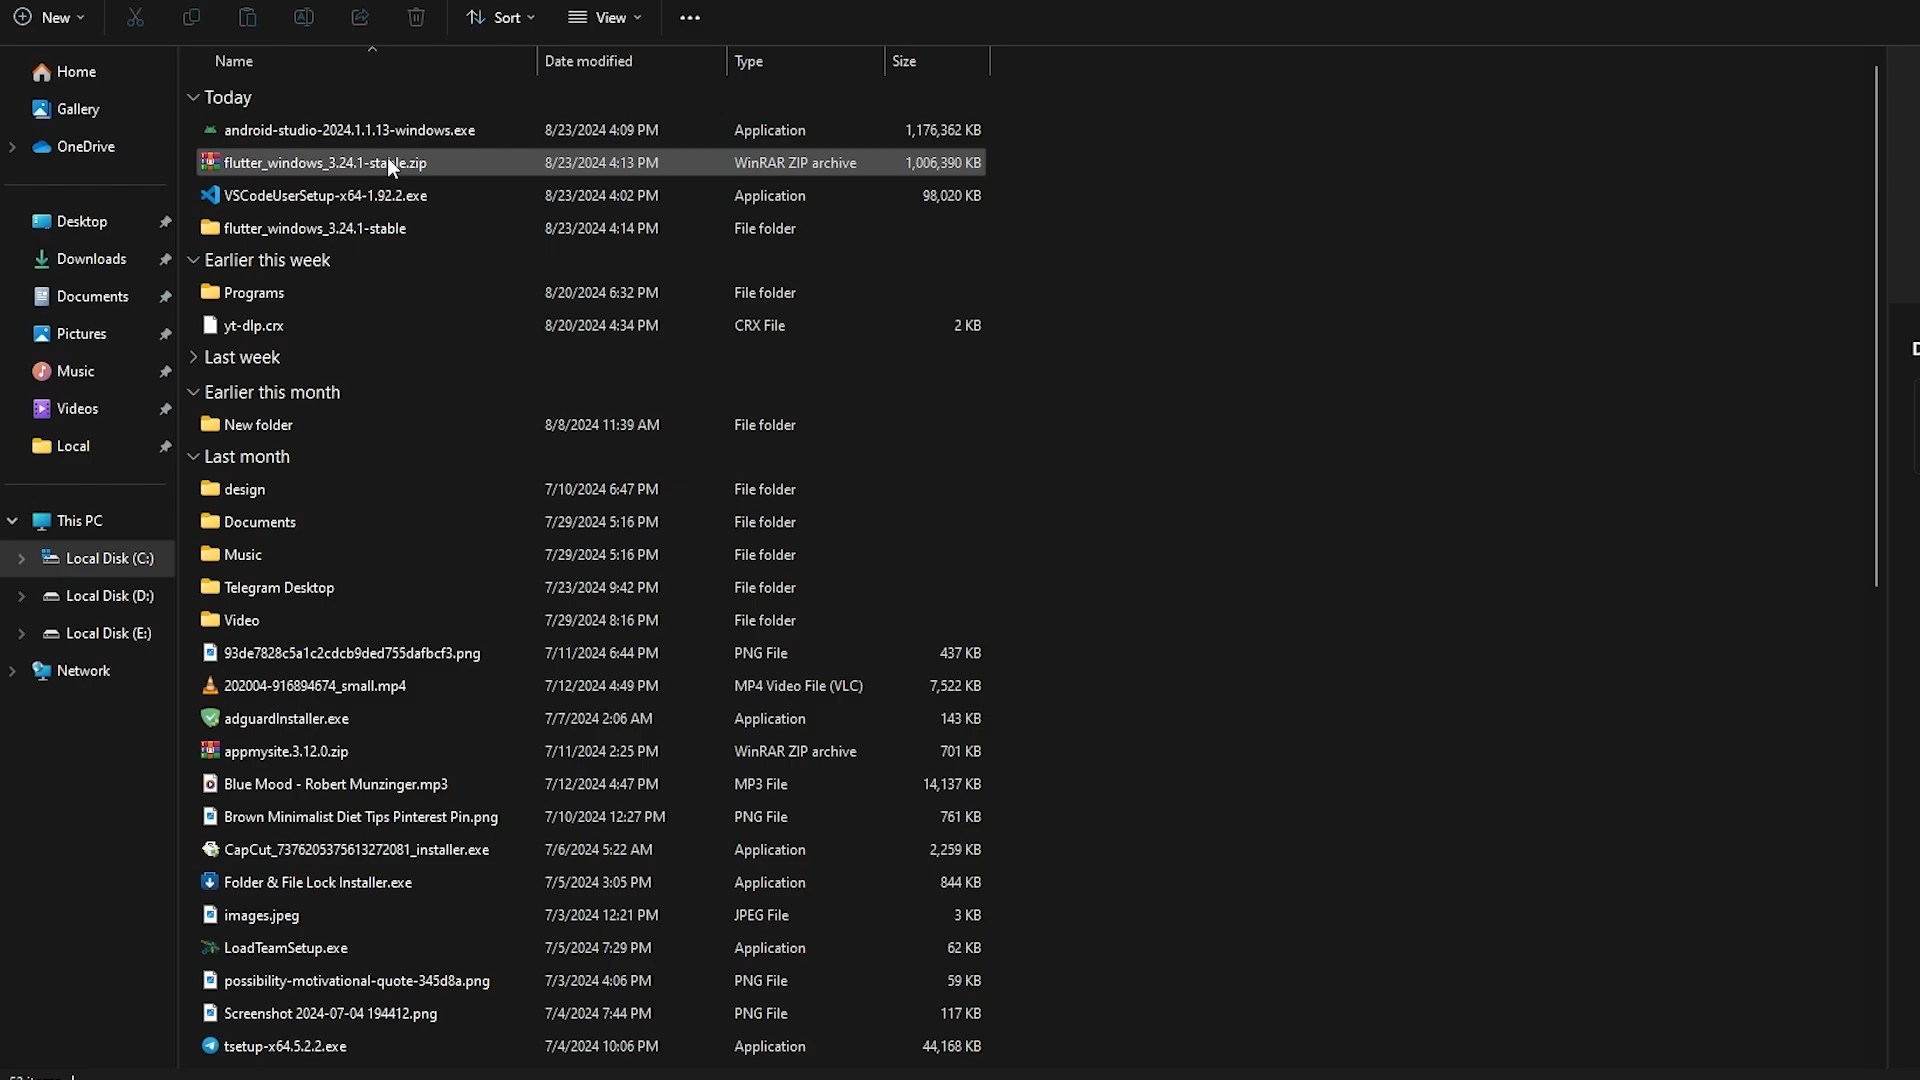 New Sort View
Name Date modified Type Size
Home
Gallery
OneDrive
Desktop
Downloads
Documents
Pictures
Music
Videos
Local
This PC
Local Disk (C:)
Local Disk (D:)
Local Disk (E:)
Network
Today
android-studio-2024.1.1.13-windows.exe 8/23/2024 4:09 PM Application 1,176,362 KB
flutter_windows_3.24.1-stable.zip 8/23/2024 4:13 PM WinRAR ZIP archive 1,006,390 KB
VSCodeUserSetup-x64-1.92.2.exe 8/23/2024 4:02 PM Application 98,020 KB
flutter_windows_3.24.1-stable 8/23/2024 4:14 PM File folder
Earlier this week
Programs 8/20/2024 6:32 PM File folder
yt-dlp.crx 8/20/2024 4:34 PM CRX File 2 KB
Last week
Earlier this month
New folder 8/8/2024 11:39 AM File folder
Last month
design 7/10/2024 6:47 PM File folder
Documents 7/29/2024 5:16 PM File folder
Music 7/29/2024 5:16 PM File folder
Telegram Desktop 7/23/2024 9:42 PM File folder
Video 7/29/2024 8:16 PM File folder
93de7828c5a1c2cdcb9ded755dafbcf3.png 7/11/2024 6:44 PM PNG File 437 KB
202004-916894674_small.mp4 7/12/2024 4:49 PM MP4 Video File (VLC) 7,522 KB
adguardInstaller.exe 7/7/2024 2:06 AM Application 143 KB
appmysite.3.12.0.zip 7/11/2024 2:25 PM WinRAR ZIP archive 701 KB
Blue Mood - Robert Munzinger.mp3 7/12/2024 4:47 PM MP3 File 14,137 KB
Brown Minimalist Diet Tips Pinterest Pin.png 7/10/2024 12:27 PM PNG File 761 KB
CapCut_7376205375613272081_installer.exe 7/6/2024 5:22 AM Application 2,259 KB
Folder & File Lock Installer.exe 7/5/2024 3:05 PM Application 844 KB
images.jpeg 7/3/2024 12:21 PM JPEG File 3 KB
LoadTeamSetup.exe 7/5/2024 7:29 PM Application 62 KB
possibility-motivational-quote-345d8a.png 7/3/2024 4:06 PM PNG File 59 KB
Screenshot 2024-07-04 194412.png 7/4/2024 7:44 PM PNG File 117 KB
tsetup-x64.5.2.2.exe 7/4/2024 10:06 PM Application 44,168 KB